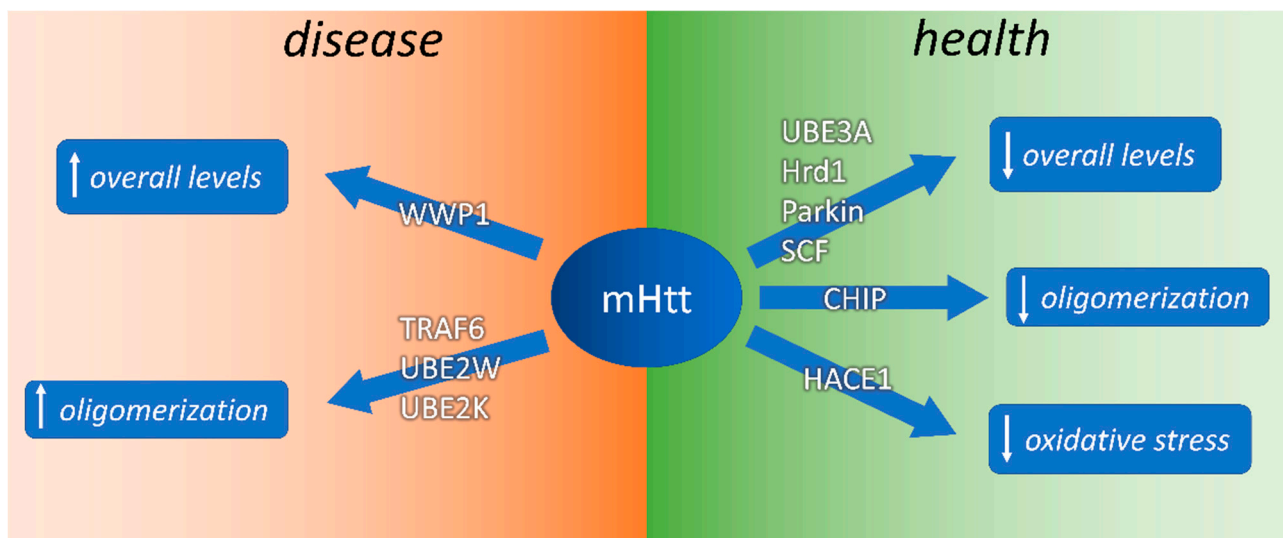 disease
health
↑ overall levels
WWP1
TRAF6
UBE2W
UBE2K
↑ oligomerization
mHtt
UBE3A
Hrd1
Parkin
SCF
↓ overall levels
CHIP
↓ oligomerization
HACE1
↓ oxidative stress